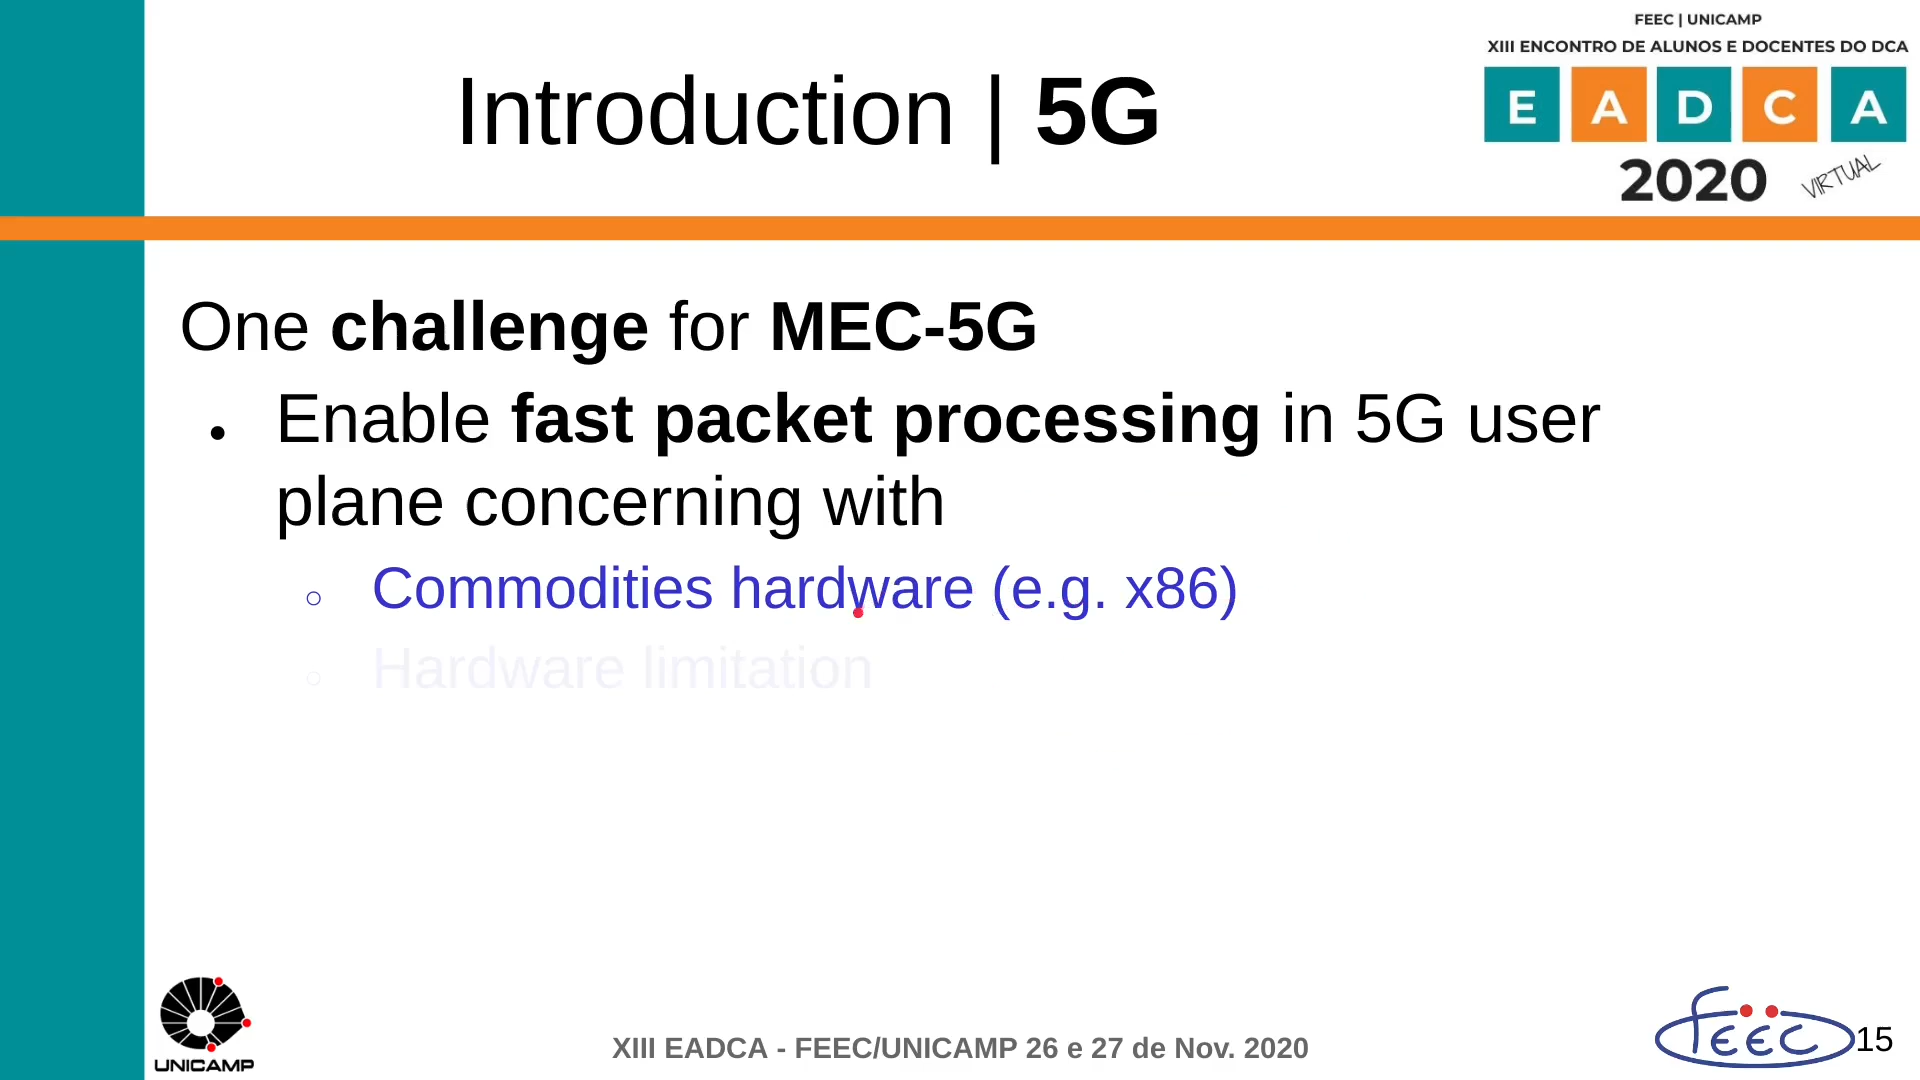 FEEC | UNICAMP
XIII ENCONTRO DE ALUNOS E DOCENTES DO DCA
E A D C A
2020 VIRTUAL
Introduction | 5G
One challenge for MEC-5G
• Enable fast packet processing in 5G user
plane concerning with
○ Commodities hardware (e.g. x86)
○ Hardware limitation
UNICAMP
XIII EADCA - FEEC/UNICAMP 26 e 27 de Nov. 2020
feec
15